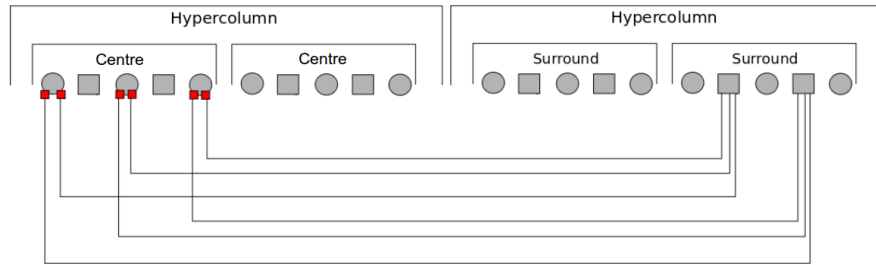 Hypercolumn
Hypercolumn
Centre
Centre
Surround
Surround